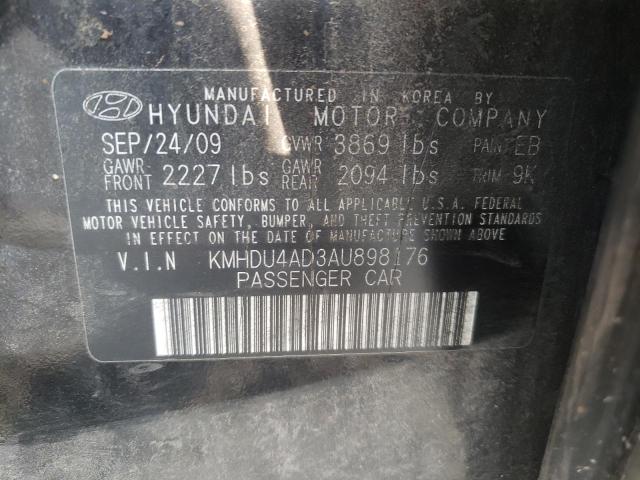 MANUFACTURED IN KOREA BY
HYUNDAI MOTOR COMPANY
SEP/24/09 GVWR 3869 lbs PAINT EB
GAWR FRONT 2227 lbs GAWR REAR 2094 lbs TRIM 9K
THIS VEHICLE CONFORMS TO ALL APPLICABLE U.S.A. FEDERAL
MOTOR VEHICLE SAFETY, BUMPER, AND THEFT PREVENTION STANDARDS
IN EFFECT ON THE DATE OF MANUFACTURE SHOWN ABOVE
V.I.N KMHDU4AD3AU898176
PASSENGER CAR